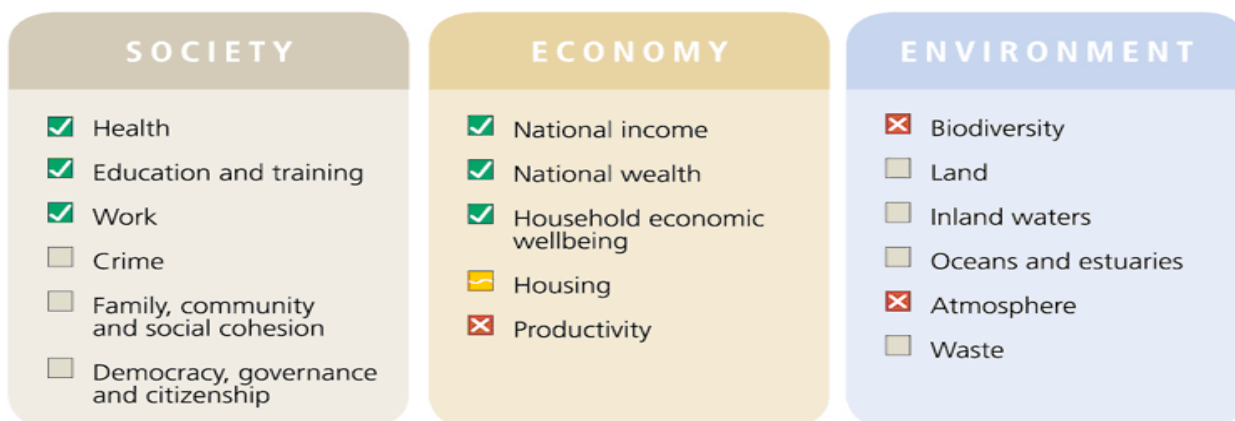 SOCIETY
Health
Education and training
Work
Crime
Family, community
and social cohesion
Democracy, governance
and citizenship
ECONOMY
National income
National wealth
Household economic
wellbeing
Housing
Productivity
ENVIRONMENT
Biodiversity
Land
Inland waters
Oceans and estuaries
Atmosphere
Waste